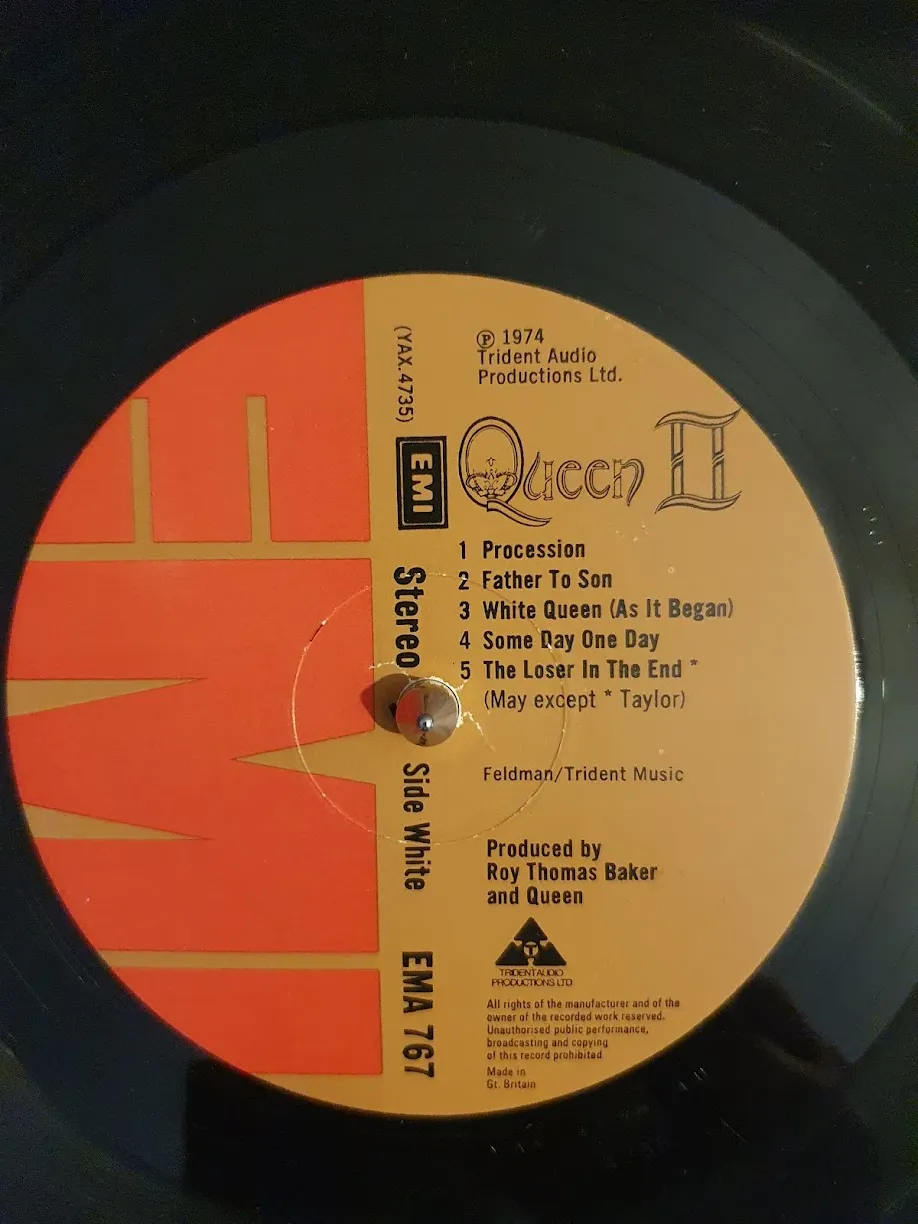 ℗ 1974
Trident Audio
Productions Ltd.
(YAX.4735)
EMI
Queen II
1 Procession
2 Father To Son
3 White Queen (As It Began)
4 Some Day One Day
5 The Loser In The End *
(May except * Taylor)
Stereo
Side White
EMA 767
Feldman/Trident Music
Produced by
Roy Thomas Baker
and Queen
TRIDENT AUDIO
PRODUCTIONS LTD
All rights of the manufacturer and of the
owner of the recorded work reserved.
Unauthorised public performance,
broadcasting and copying
of this record prohibited
Made in
Gt. Britain
EMI